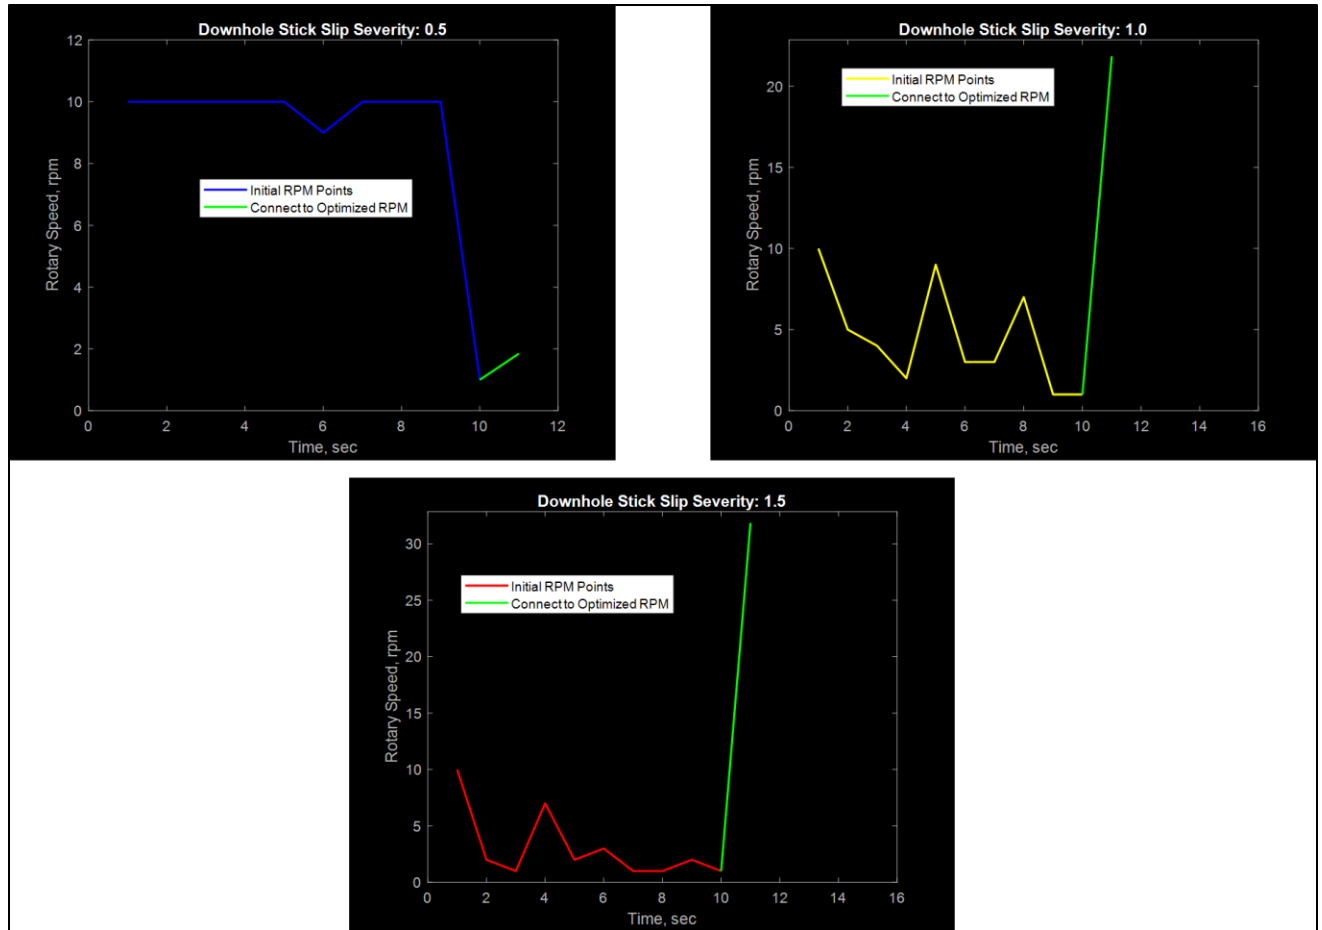 Downhole Stick Slip Severity: 0.5
12
10
8
6
4
2
0
Rotary Speed, rpm
Initial RPM Points
Connect to Optimized RPM
0 2 4 6 8 10 12
Time, sec
Downhole Stick Slip Severity: 1.0
20
15
10
5
0
Rotary Speed, rpm
Initial RPM Points
Connect to Optimized RPM
0 2 4 6 8 10 12 14 16
Time, sec
Downhole Stick Slip Severity: 1.5
30
25
20
15
10
5
0
Rotary Speed, rpm
Initial RPM Points
Connect to Optimized RPM
0 2 4 6 8 10 12 14 16
Time, sec